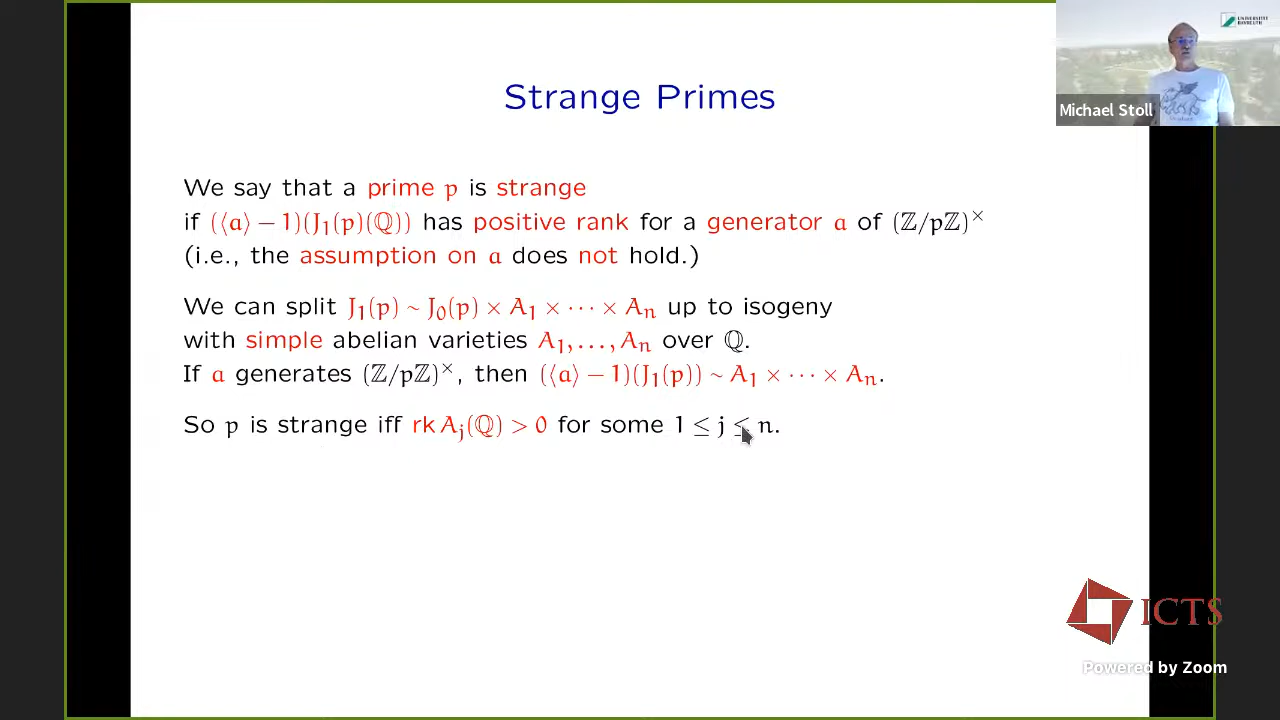 Strange Primes
We say that a prime p is strange
if (⟨a⟩ − 1)(J₁(p)(ℚ)) has positive rank for a generator a of (ℤ/pℤ)×
(i.e., the assumption on a does not hold.)
We can split J₁(p) ~ J₀(p) × A₁ × ⋯ × Aₙ up to isogeny
with simple abelian varieties A₁, …, Aₙ over ℚ.
If a generates (ℤ/pℤ)×, then (⟨a⟩ − 1)(J₁(p)) ~ A₁ × ⋯ × Aₙ.
So p is strange iff rk Aⱼ(ℚ) > 0 for some 1 ≤ j ≤ n.
UNIVERSITÄT
BAYREUTH
Michael Stoll
ICTS
Powered by Zoom